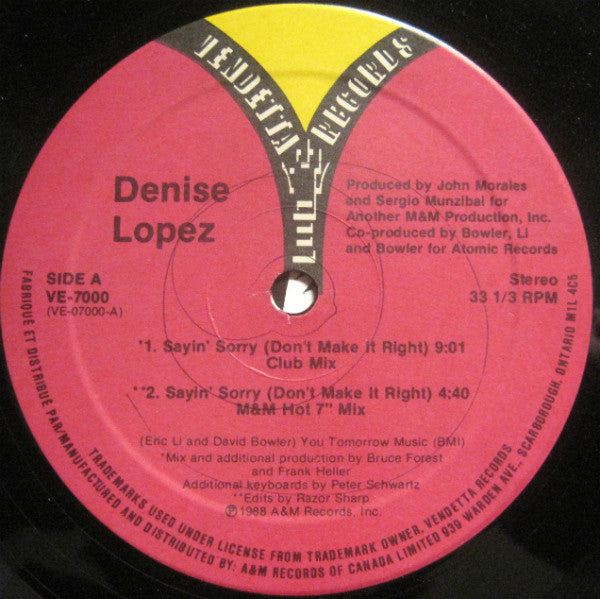 VENDETTA RECORDS
Denise
Lopez
Produced by John Morales
and Sergio Munzibai for
Another M&M Production, Inc.
Co-produced by Bowler, Li
and Bowler for Atomic Records
SIDE A
VE-7000
(VE-07000-A)
Stereo
33 1/3 RPM
*1. Sayin' Sorry (Don't Make It Right) 9:01
Club Mix
**2. Sayin' Sorry (Don't Make It Right) 4:40
M&M Hot 7" Mix
(Eric Li and David Bowler) You Tomorrow Music (BMI)
*Mix and additional production by Bruce Forest
and Frank Heller
Additional keyboards by Peter Schwartz
**Edits by Razor Sharp
Ⓟ1988 A&M Records, Inc.
TRADEMARKS USED UNDER LICENSE FROM TRADEMARK OWNER, VENDETTA RECORDS
FABRIQUÉ ET DISTRIBUÉ PAR/MANUFACTURED AND DISTRIBUTED BY: A&M RECORDS OF CANADA LIMITED 939 WARDEN AVE., SCARBOROUGH, ONTARIO M1L 4C5